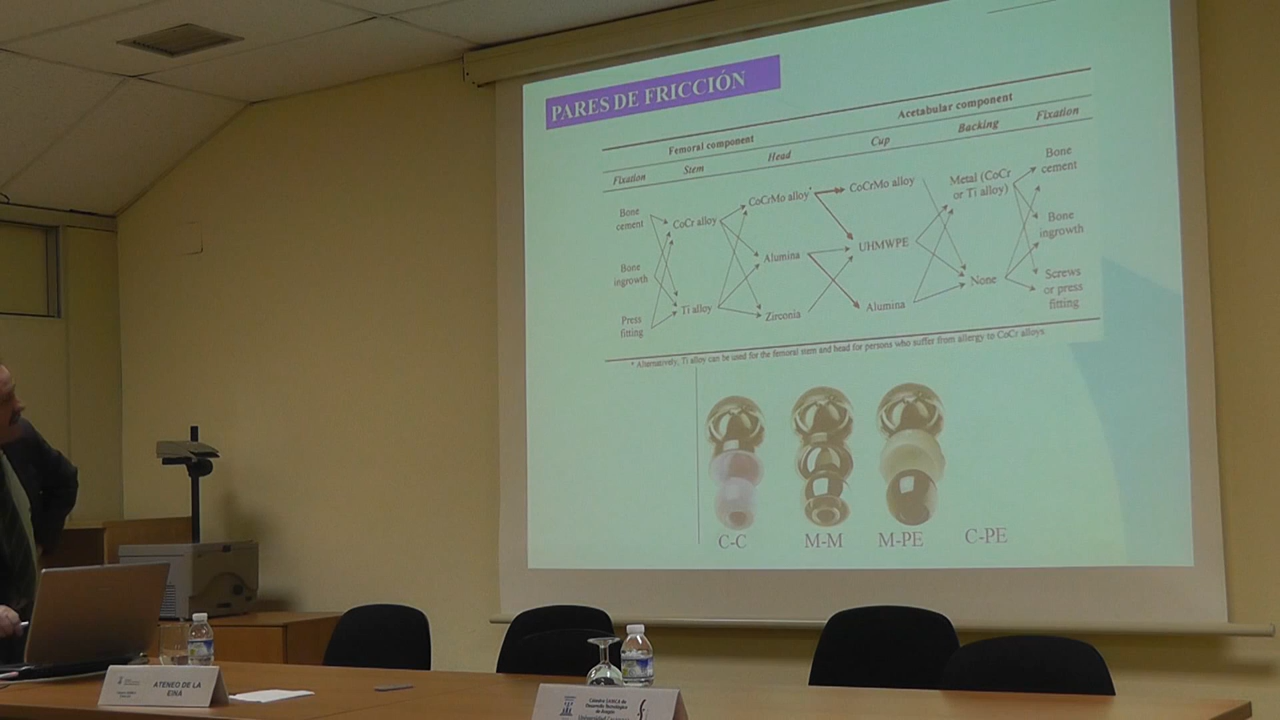 PARES DE FRICCIÓN
Femoral component
Acetabular component
Fixation
Stem
Head
Cup
Backing
Fixation
Bone
cement
Bone
ingrowth
Press
fitting
CoCr alloy
Ti alloy
CoCrMo alloy*
Alumina
Zirconia
CoCrMo alloy
UHMWPE
Alumina
Metal (CoCr
or Ti alloy)
None
Bone
cement
Bone
ingrowth
Screws
or press
fitting
* Alternatively, Ti alloy can be used for the femoral stem and head for persons who suffer from allergy to CoCr alloys.
C-C
M-M
M-PE
C-PE
ATENEO DE LA
EINA
Desarrollo Tecnológico
de Aragón